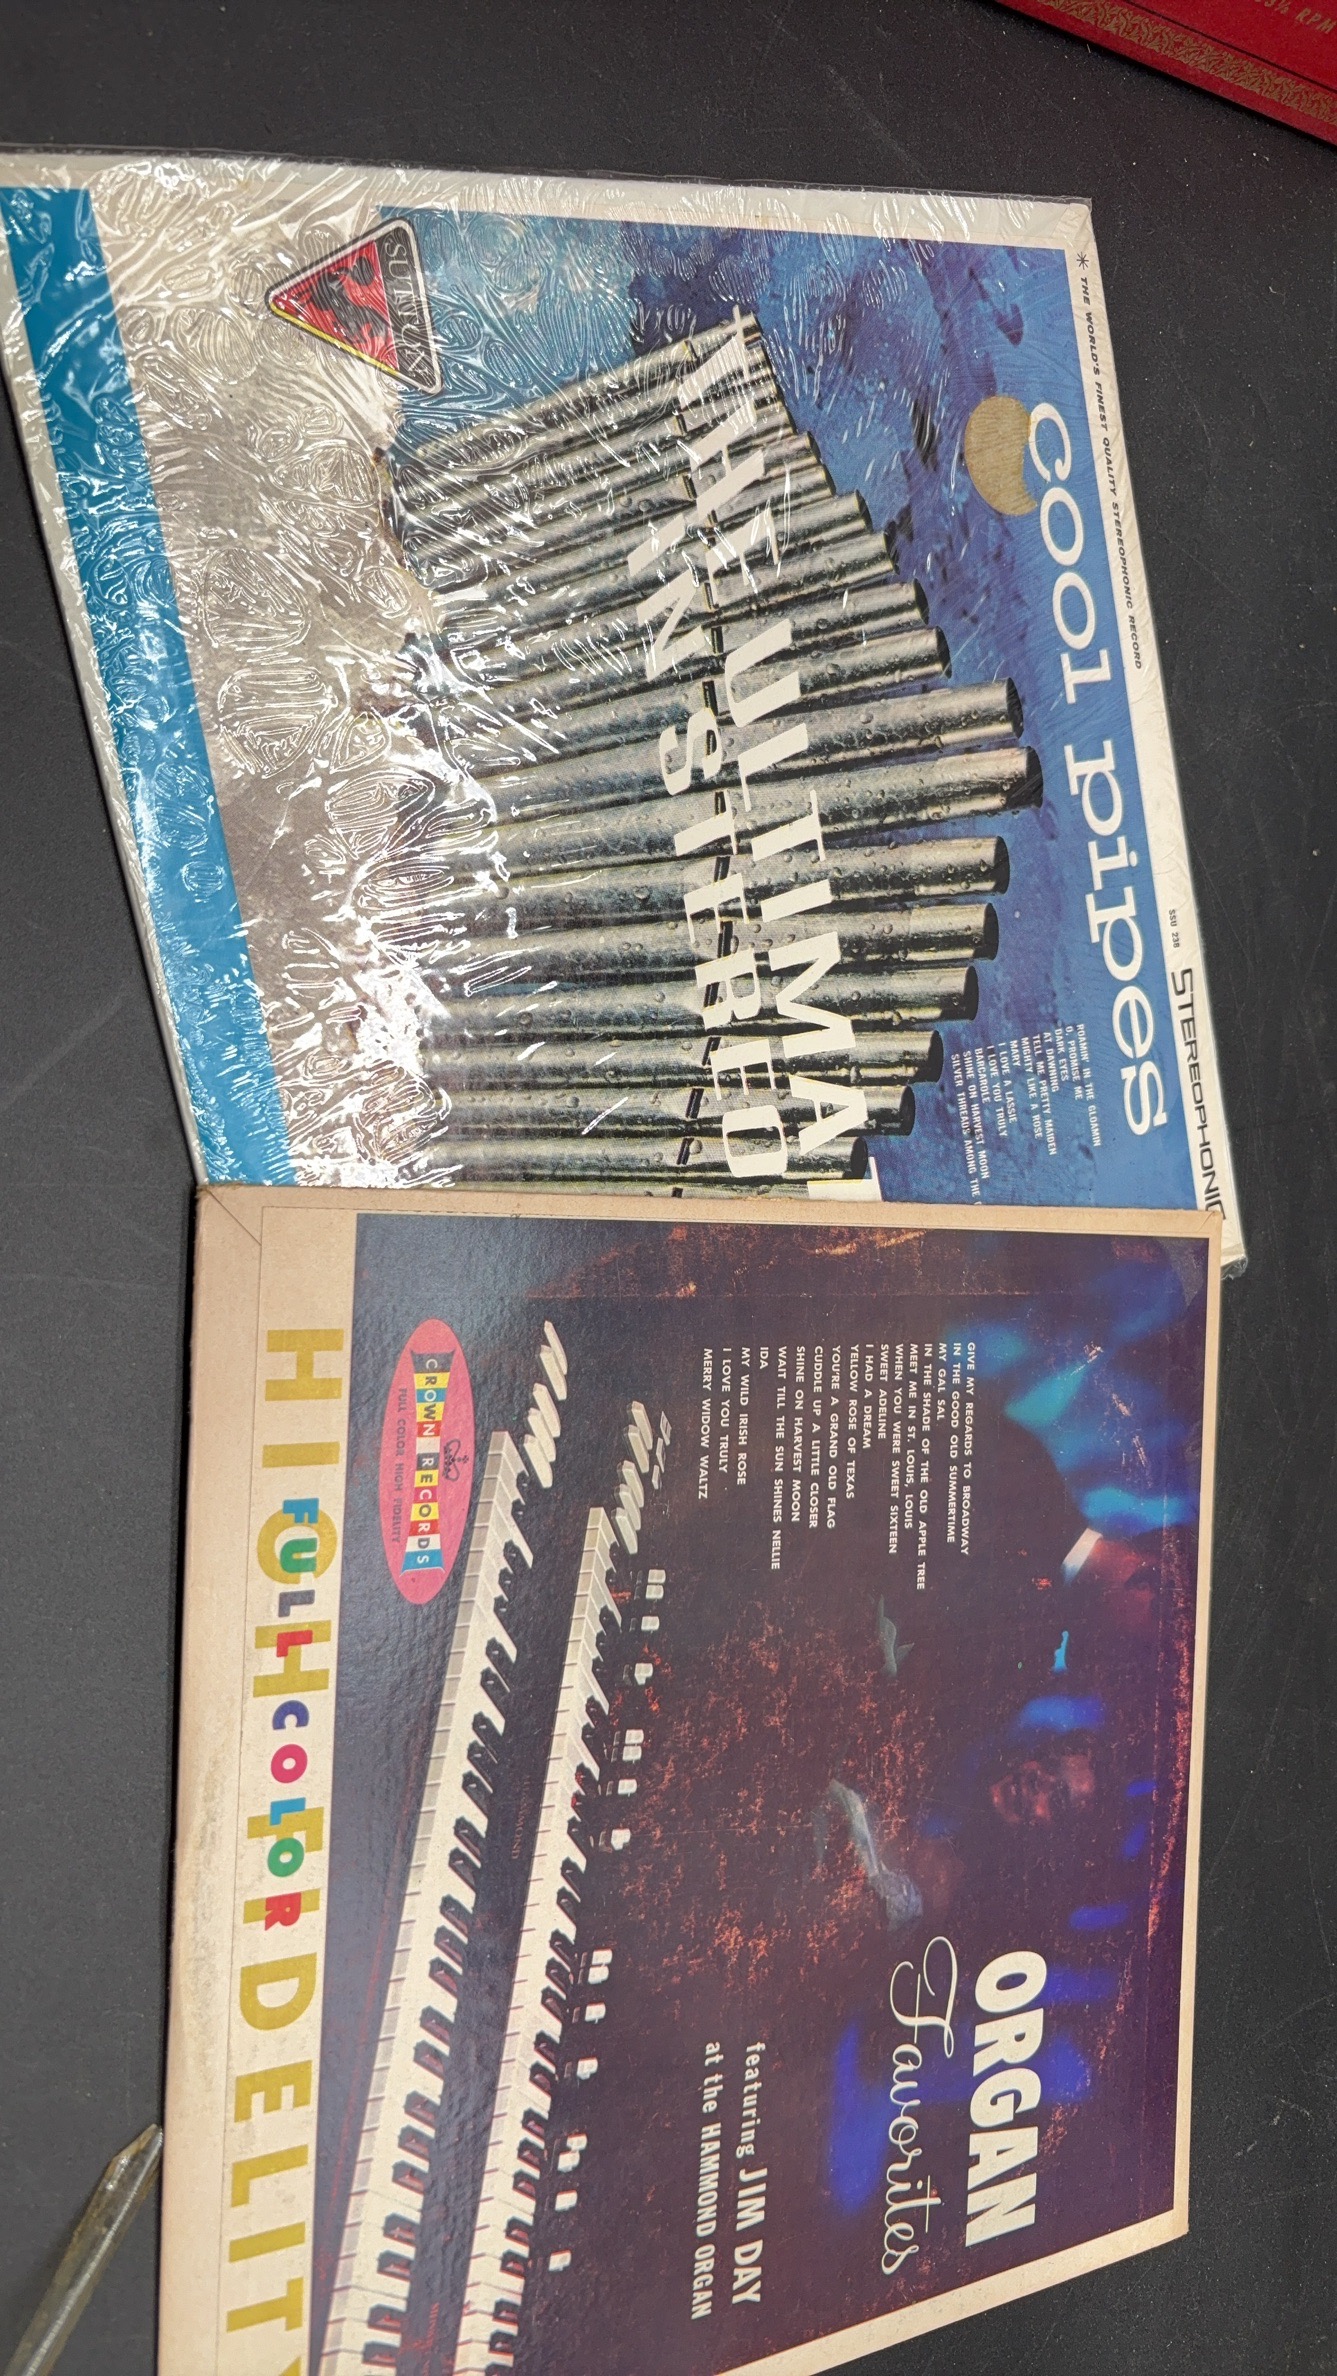 33⅓ RPM
* THE WORLD'S FINEST QUALITY STEREOPHONIC RECORD
SSU 238
STEREOPHONIC
cool pipes
ROAMIN' IN THE GLOAMIN
O, PROMISE ME
DARK EYES
AT DAWNING
TELL ME PRETTY MAIDEN
MIGHTY LIKE A ROSE
MARY
I LOVE A LASSIE
I LOVE YOU TRULY
BARCAROLE
SHINE ON HARVEST MOON
SILVER THREADS AMONG THE
ULTIMA
IN STEREO
SUTTON
ORGAN
Favorites
featuring JIM DAY
at the HAMMOND ORGAN
GIVE MY REGARDS TO BROADWAY
IN THE GOOD OLD SUMMERTIME
MY GAL SAL
IN THE SHADE OF THE OLD APPLE TREE
MEET ME IN ST. LOUIS, LOUIS
WHEN YOU WERE SWEET SIXTEEN
SWEET ADELINE
I HAD A DREAM
YELLOW ROSE OF TEXAS
YOU'RE A GRAND OLD FLAG
CUDDLE UP A LITTLE CLOSER
SHINE ON HARVEST MOON
WAIT TILL THE SUN SHINES NELLIE
IDA
MY WILD IRISH ROSE
I LOVE YOU TRULY
MERRY WIDOW WALTZ
HAMMOND
CROWN RECORDS
FULL COLOR HIGH FIDELITY
HIGH FIDELITY
FULL COLOR